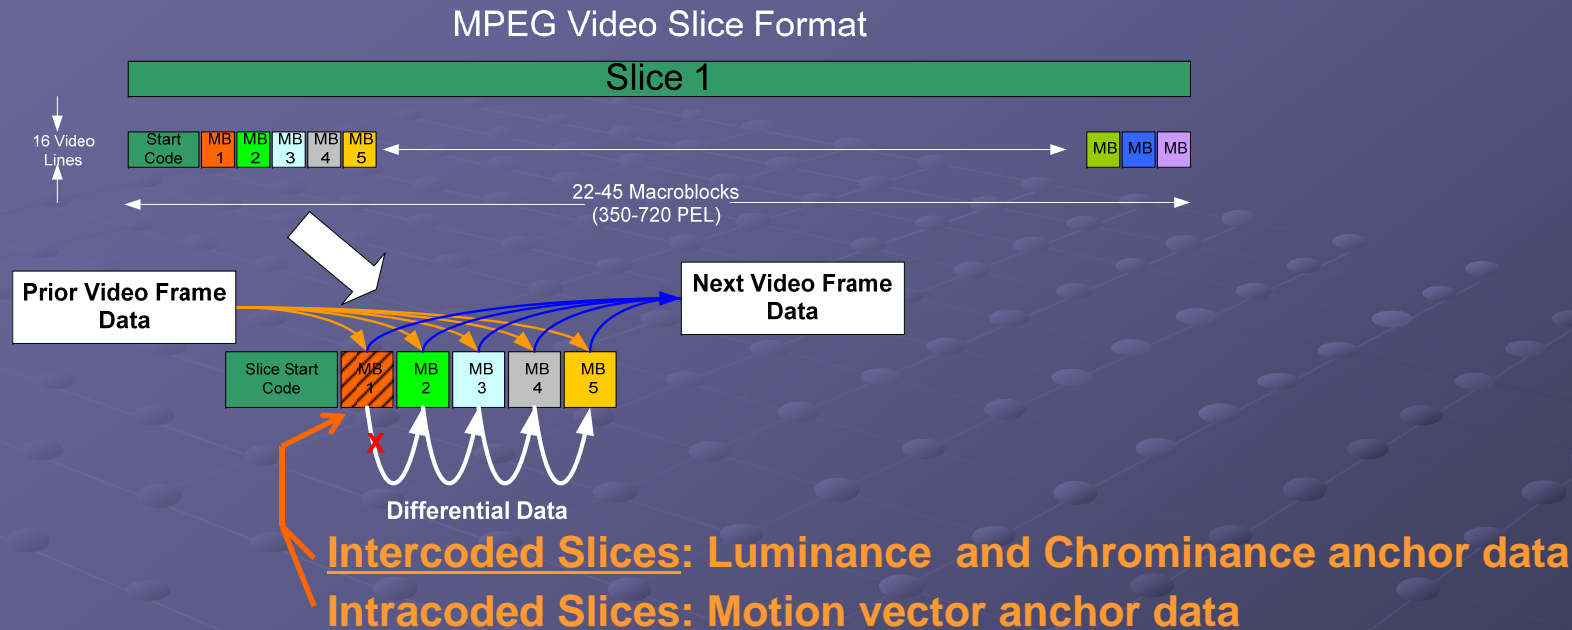 MPEG Video Slice Format
Slice 1
16 Video
Lines
Start
Code
MB
1
MB
2
MB
3
MB
4
MB
5
MB
MB
MB
22-45 Macroblocks
(350-720 PEL)
Prior Video Frame
Data
Next Video Frame
Data
Slice Start
Code
MB
1
MB
2
MB
3
MB
4
MB
5
X
Differential Data
Intercoded Slices: Luminance and Chrominance anchor data
Intracoded Slices: Motion vector anchor data